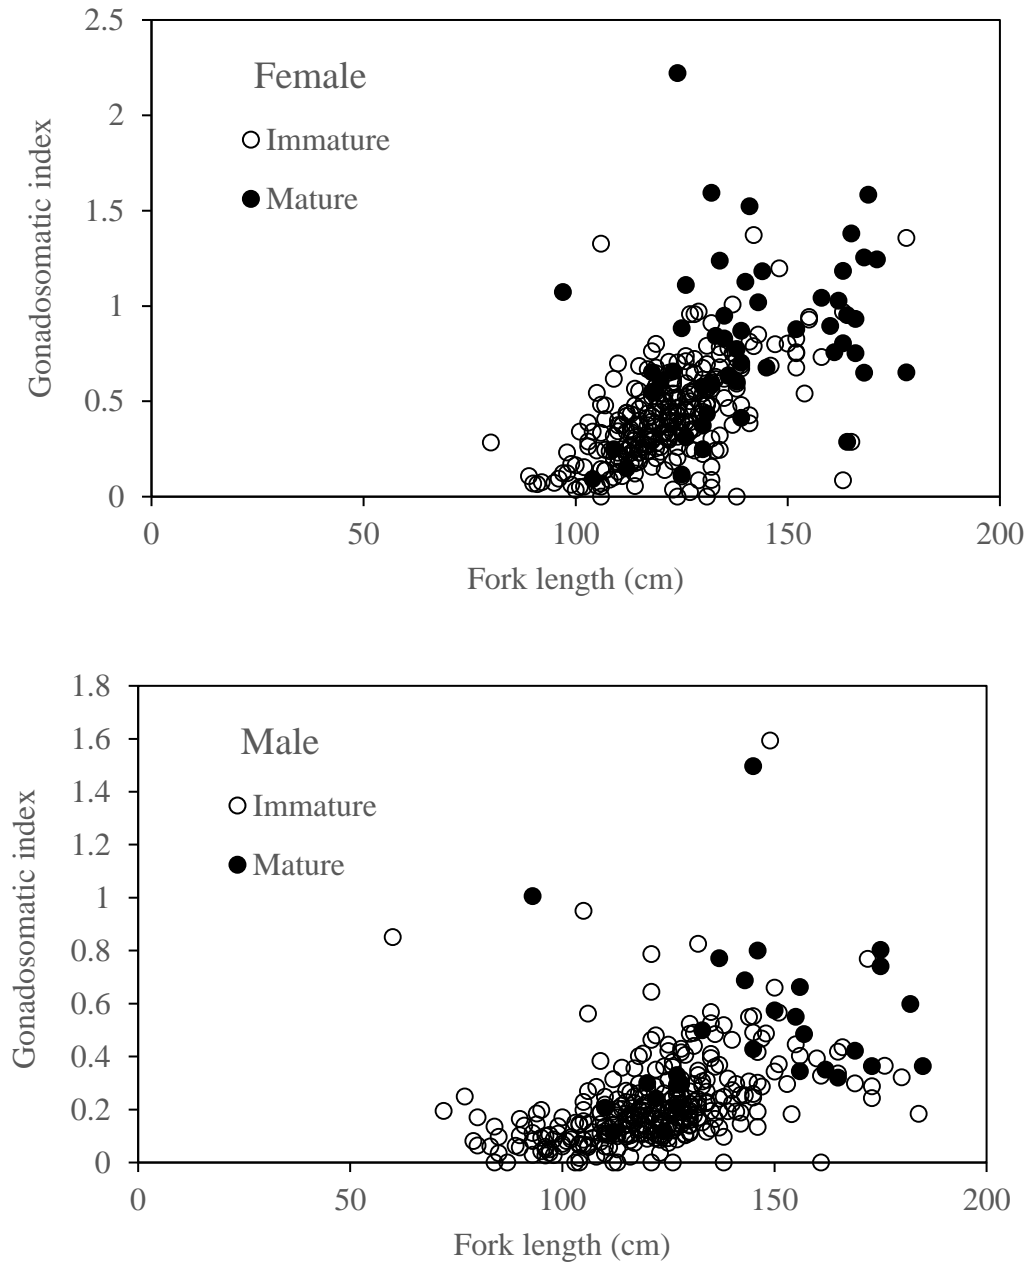 2.5
Female
2
Immature
Mature
1.5
1
0.5
0
0 50 100 150 200
Gonadosomatic index
Fork length (cm)
1.8
Male
1.6
1.4
Immature
1.2
Mature
1
0.8
0.6
0.4
0.2
0
0 50 100 150 200
Gonadosomatic index
Fork length (cm)